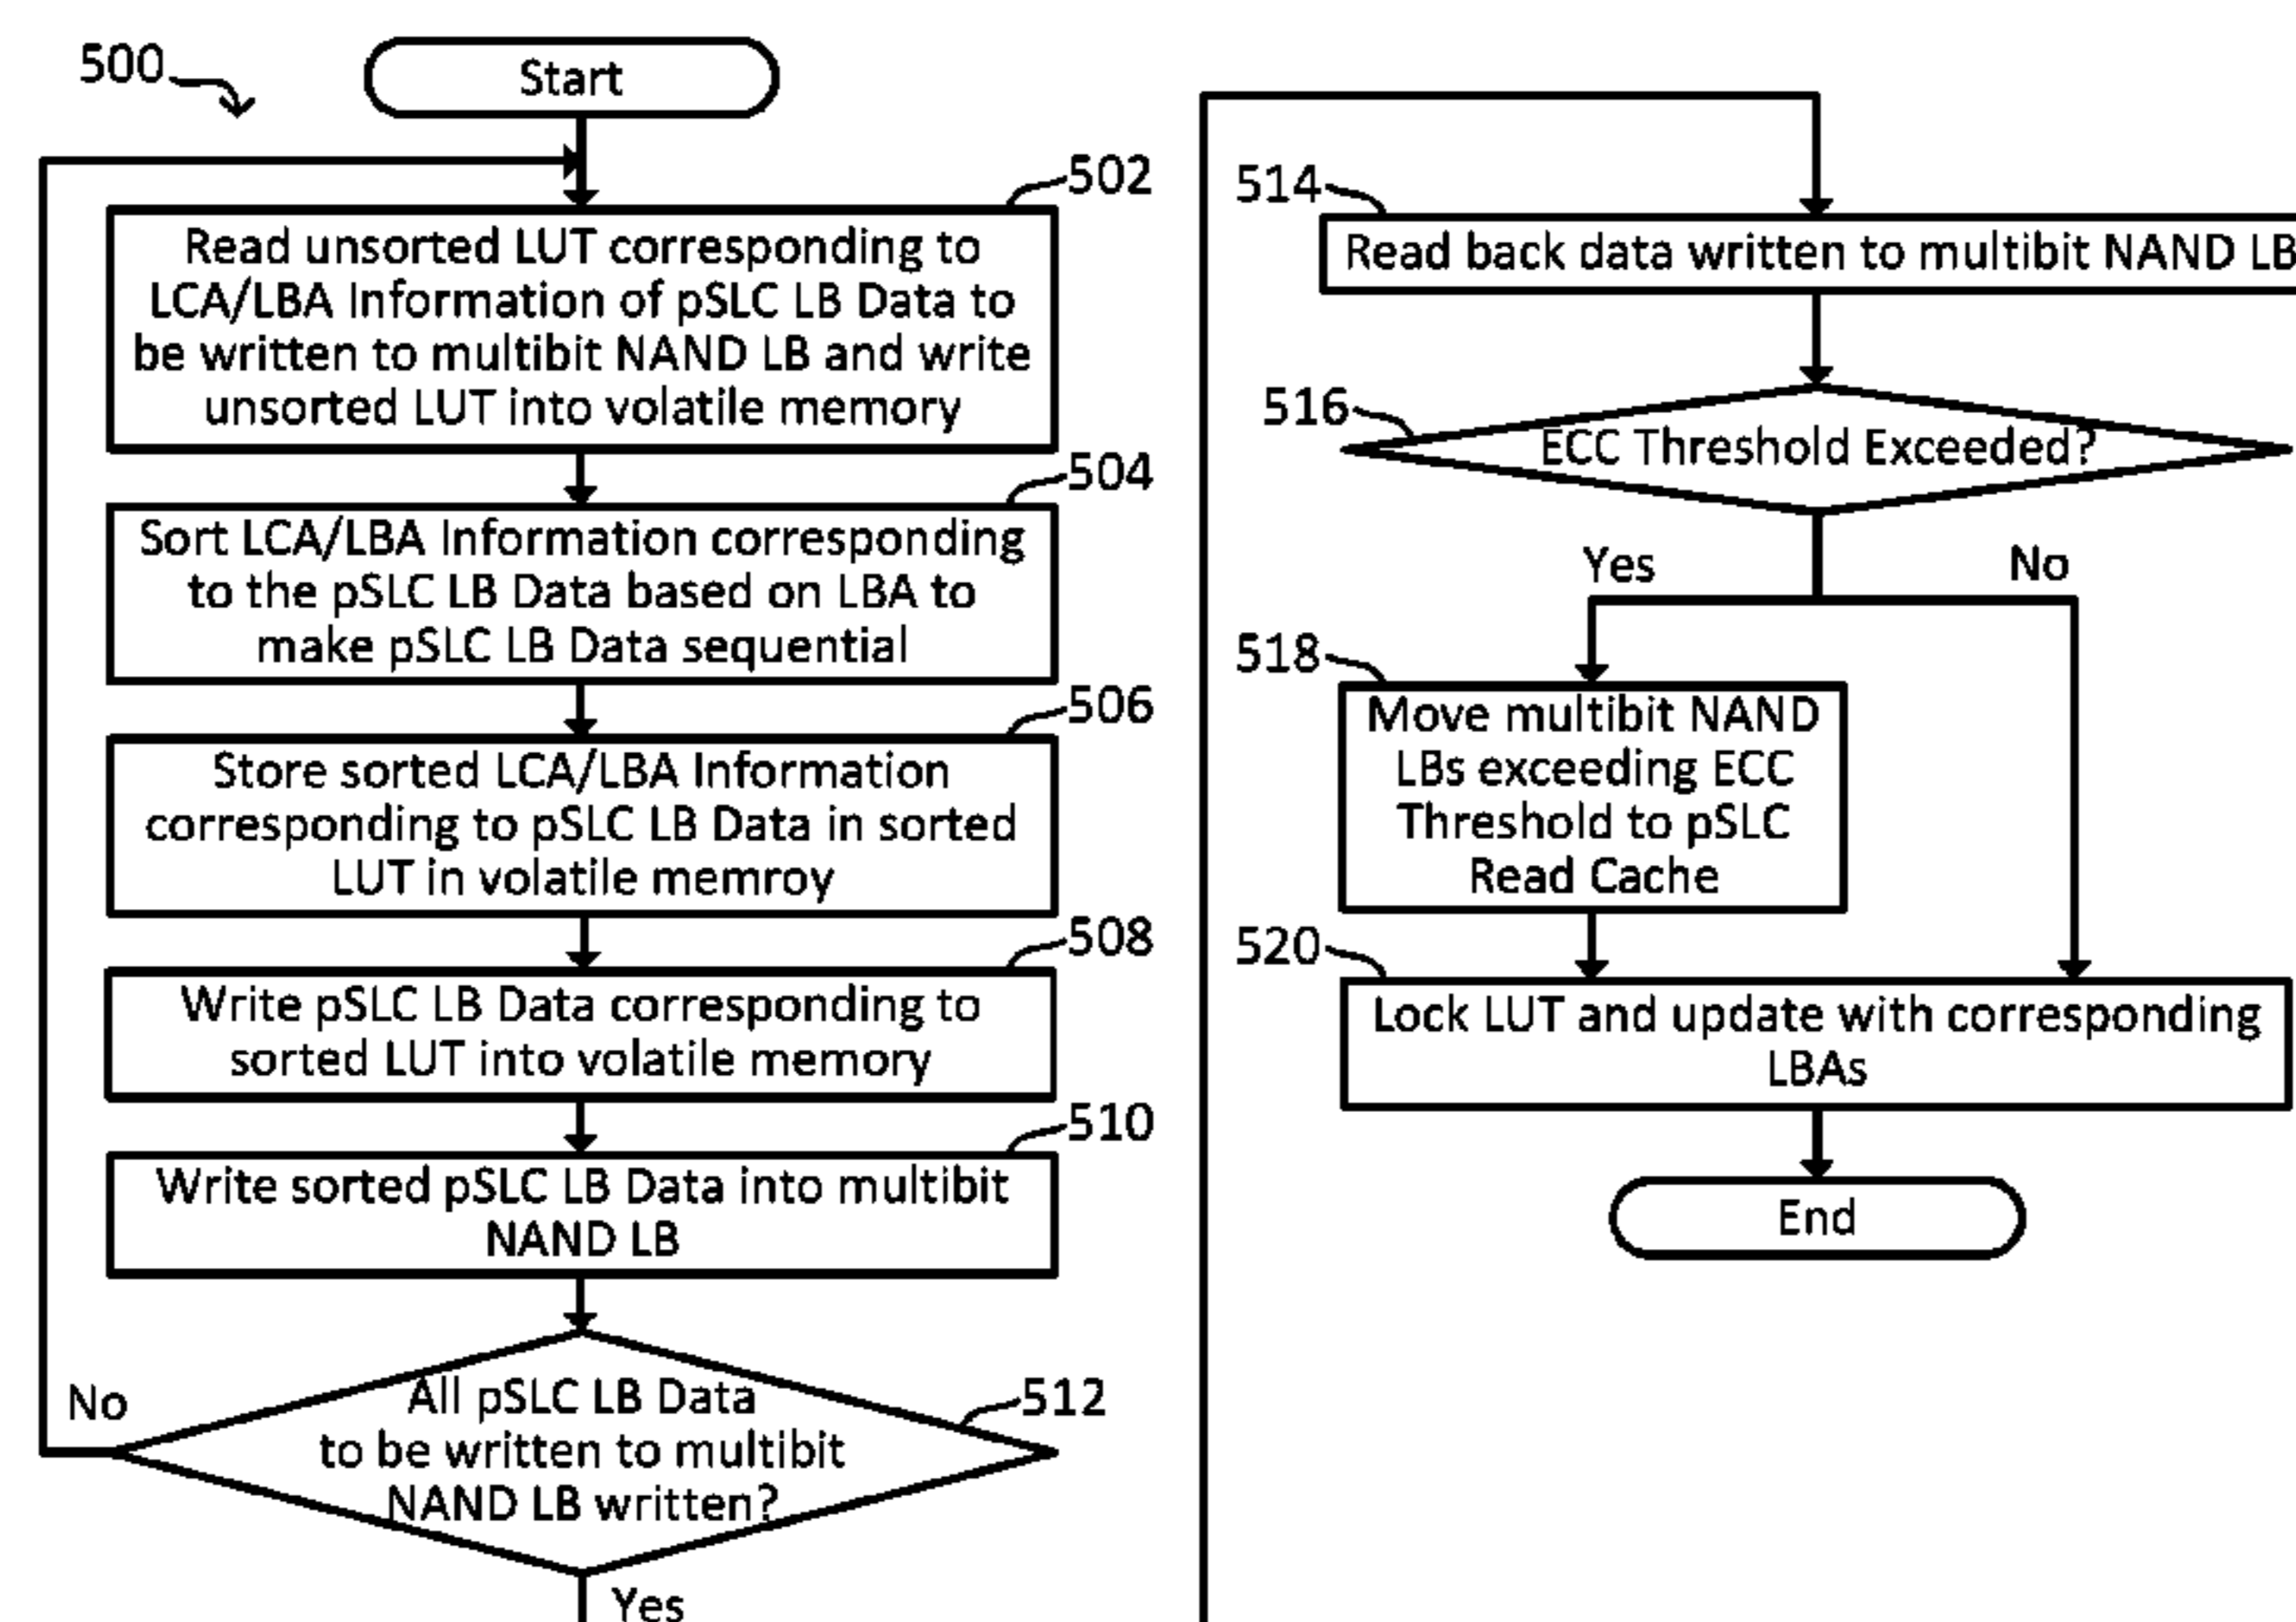 500
Start
502
Read unsorted LUT corresponding to
LCA/LBA Information of pSLC LB Data to
be written to multibit NAND LB and write
unsorted LUT into volatile memory
504
Sort LCA/LBA Information corresponding
to the pSLC LB Data based on LBA to
make pSLC LB Data sequential
506
Store sorted LCA/LBA Information
corresponding to pSLC LB Data in sorted
LUT in volatile memroy
508
Write pSLC LB Data corresponding to
sorted LUT into volatile memory
510
Write sorted pSLC LB Data into multibit
NAND LB
512
All pSLC LB Data
to be written to multibit
NAND LB written?
No
Yes
514
Read back data written to multibit NAND LB
516
ECC Threshold Exceeded?
Yes
No
518
Move multibit NAND
LBs exceeding ECC
Threshold to pSLC
Read Cache
520
Lock LUT and update with corresponding
LBAs
End